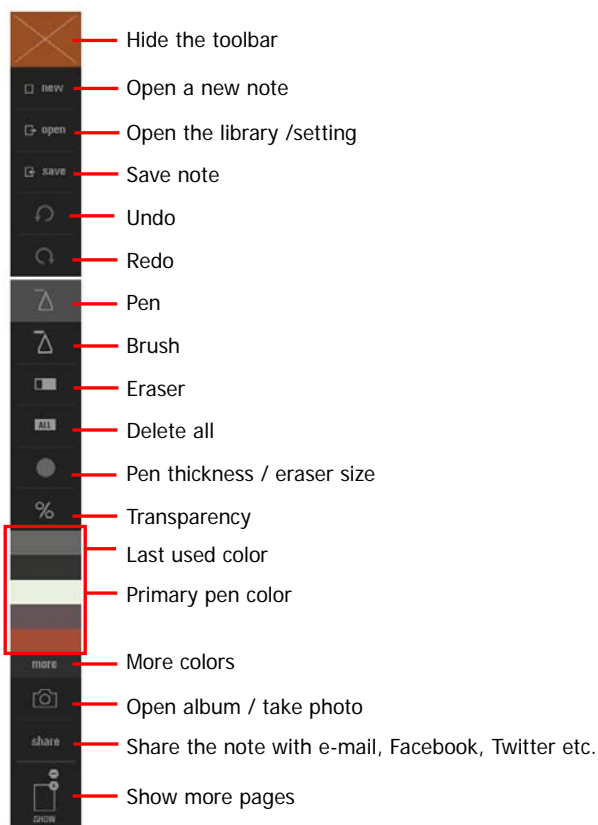 Hide the toolbar
new Open a new note
open Open the library /setting
save Save note
Undo
Redo
Pen
Brush
Eraser
ALL Delete all
Pen thickness / eraser size
% Transparency
Last used color
Primary pen color
more More colors
Open album / take photo
share Share the note with e-mail, Facebook, Twitter etc.
Show more pages
SHOW